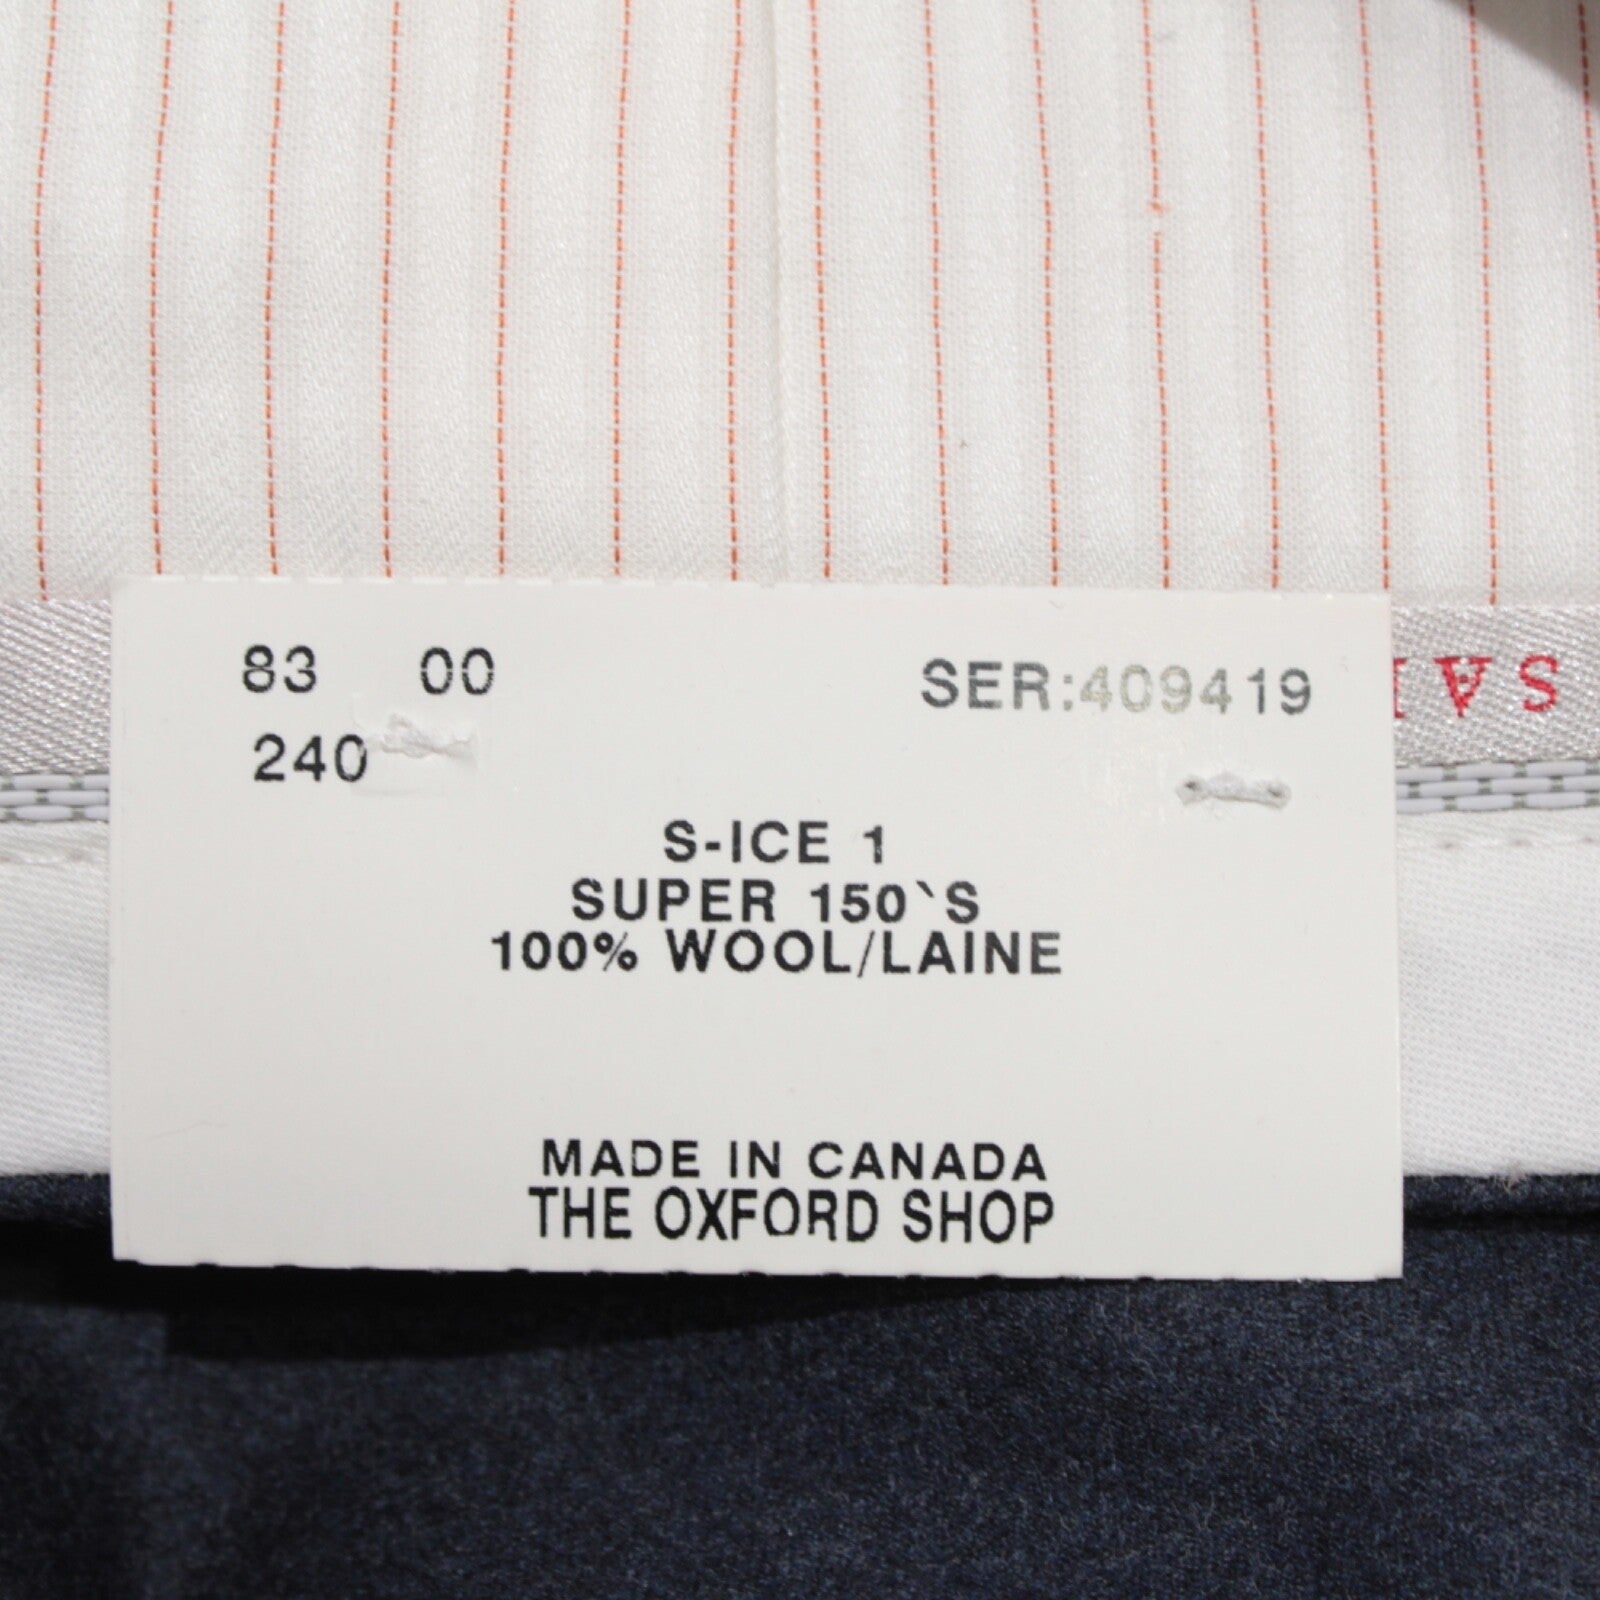 83 00 SER:409419
240
S-ICE 1
SUPER 150`S
100% WOOL/LAINE
MADE IN CANADA
THE OXFORD SHOP